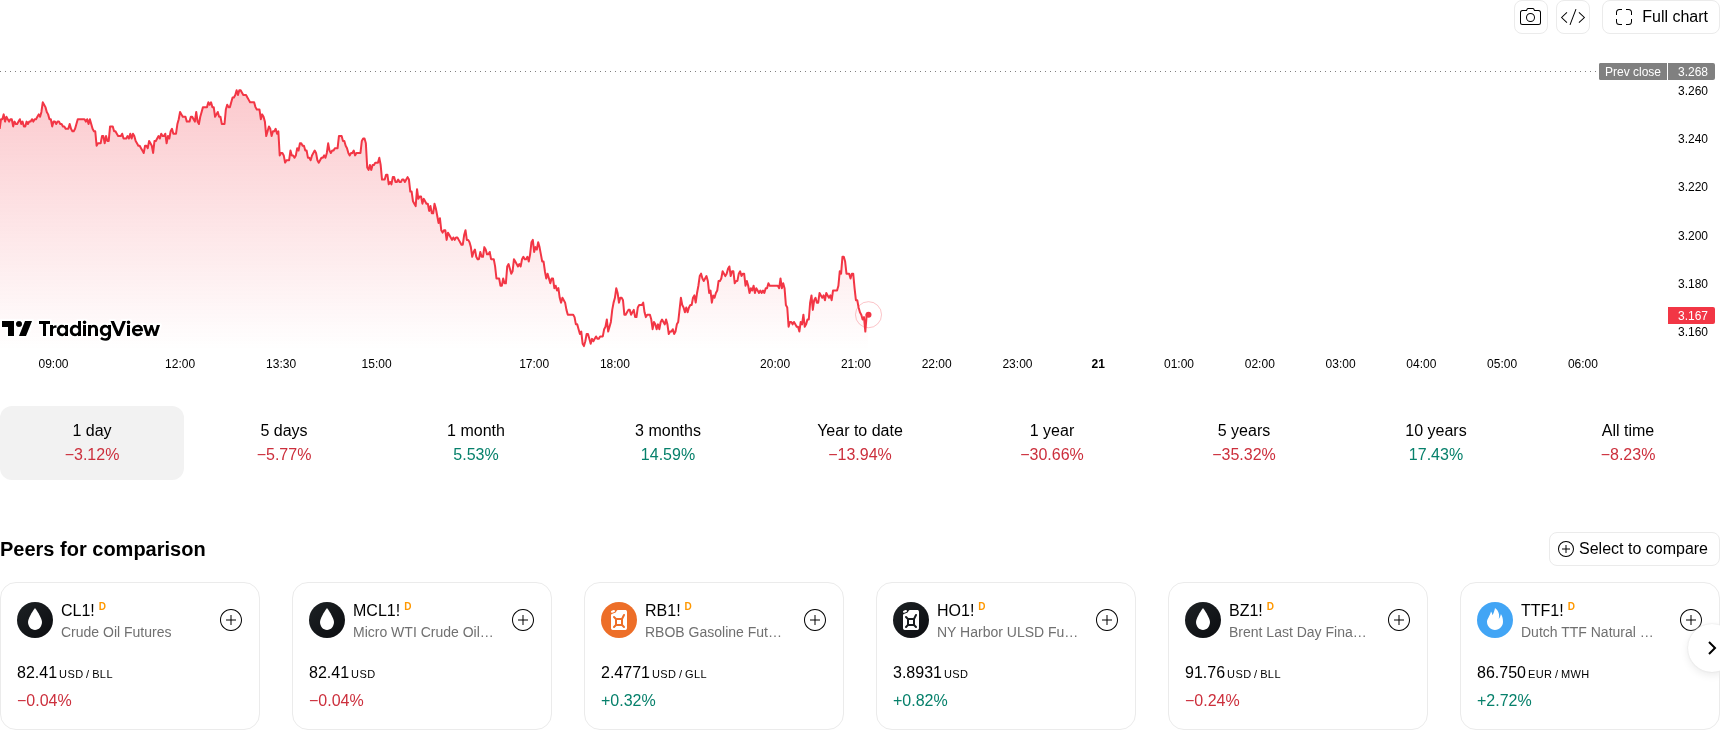 Full chart
Prev close 3.268
3.260
3.240
3.220
3.200
3.180
3.167
3.160
TradingView
09:00 12:00 13:30 15:00 17:00 18:00 20:00 21:00 22:00 23:00 21 01:00 02:00 03:00 04:00 05:00 06:00
1 day 5 days 1 month 3 months Year to date 1 year 5 years 10 years All time
−3.12% −5.77% 5.53% 14.59% −13.94% −30.66% −35.32% 17.43% −8.23%
Peers for comparison
Select to compare
CL1! D
Crude Oil Futures
82.41 USD / BLL
−0.04%
MCL1! D
Micro WTI Crude Oil…
82.41 USD
−0.04%
RB1! D
RBOB Gasoline Fut…
2.4771 USD / GLL
+0.32%
HO1! D
NY Harbor ULSD Fu…
3.8931 USD
+0.82%
BZ1! D
Brent Last Day Fina…
91.76 USD / BLL
−0.24%
TTF1! D
Dutch TTF Natural …
86.750 EUR / MWH
+2.72%